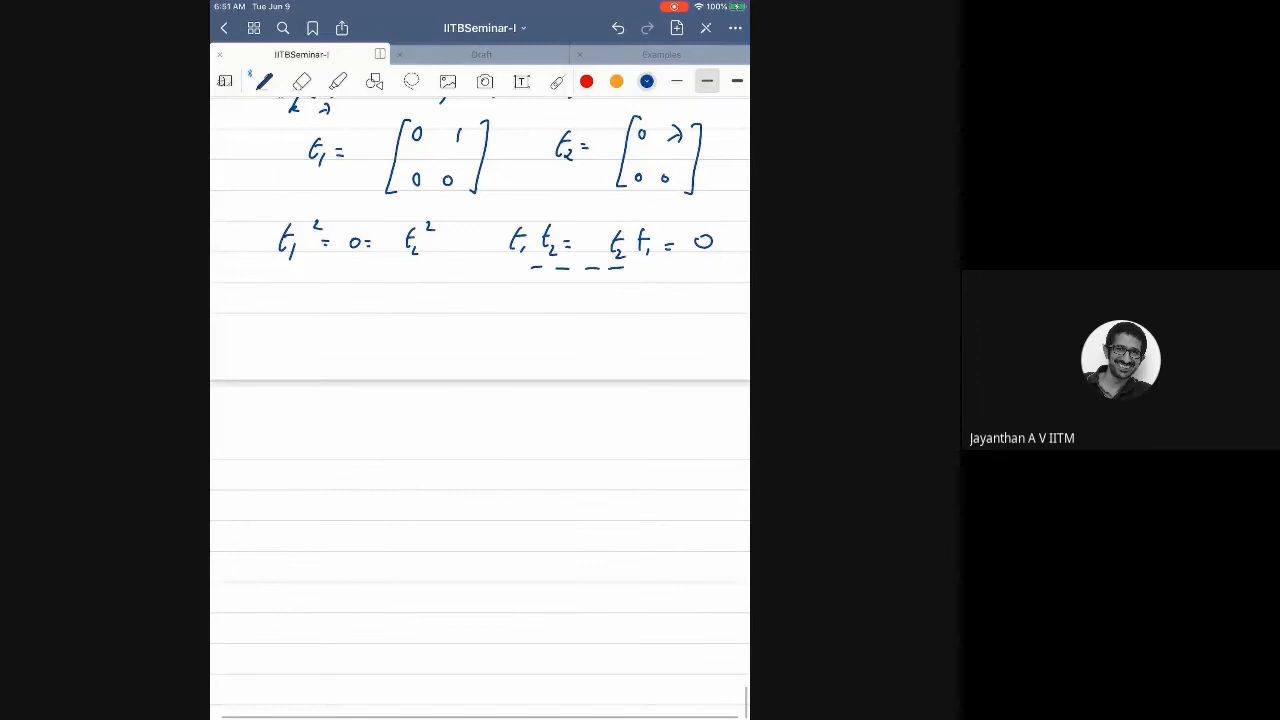 6:51 AM Tue Jun 9 100%
IITBSeminar-I
IITBSeminar-I Draft Examples
k λ
t₁ = [0 1; 0 0] t₂ = [0 λ; 0 0]
t₁² = 0 = t₂² t₁ t₂ = t₂ t₁ = 0
Jayanthan A V IITM